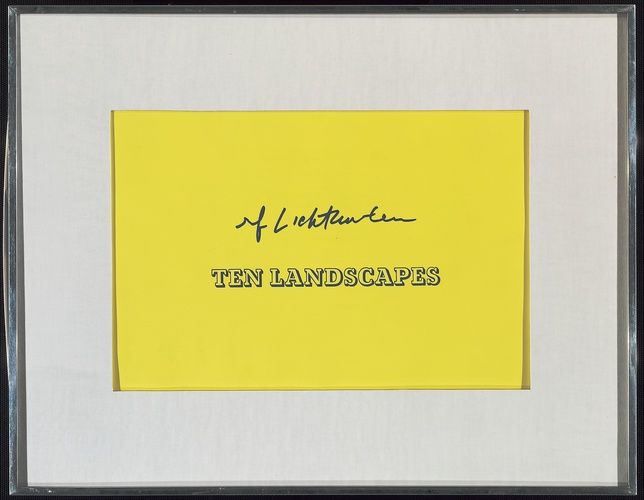 rf Lichtenstein
TEN LANDSCAPES